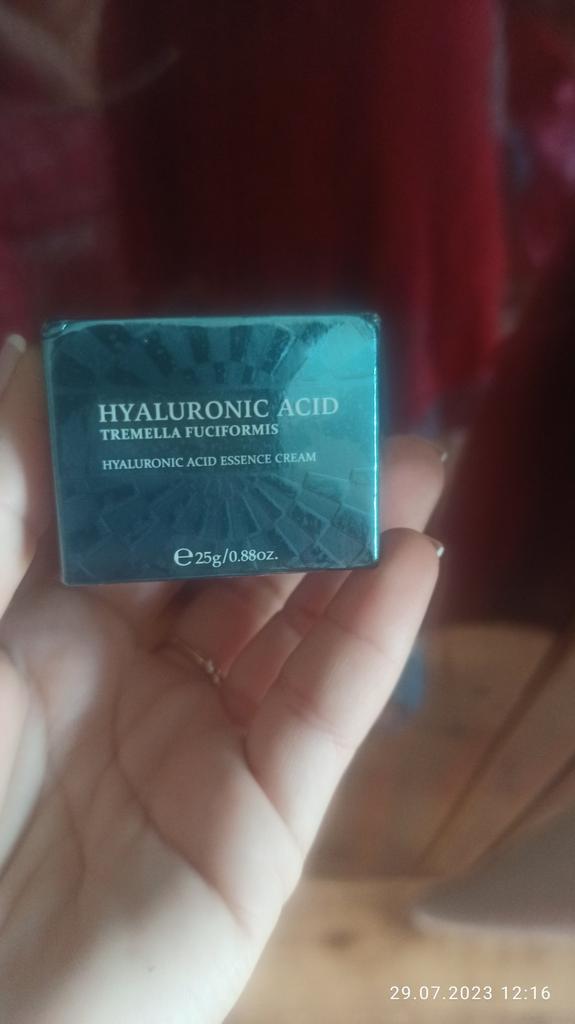 HYALURONIC ACID
TREMELLA FUCIFORMIS
HYALURONIC ACID ESSENCE CREAM
℮25g/0.88oz.
29.07.2023 12:16